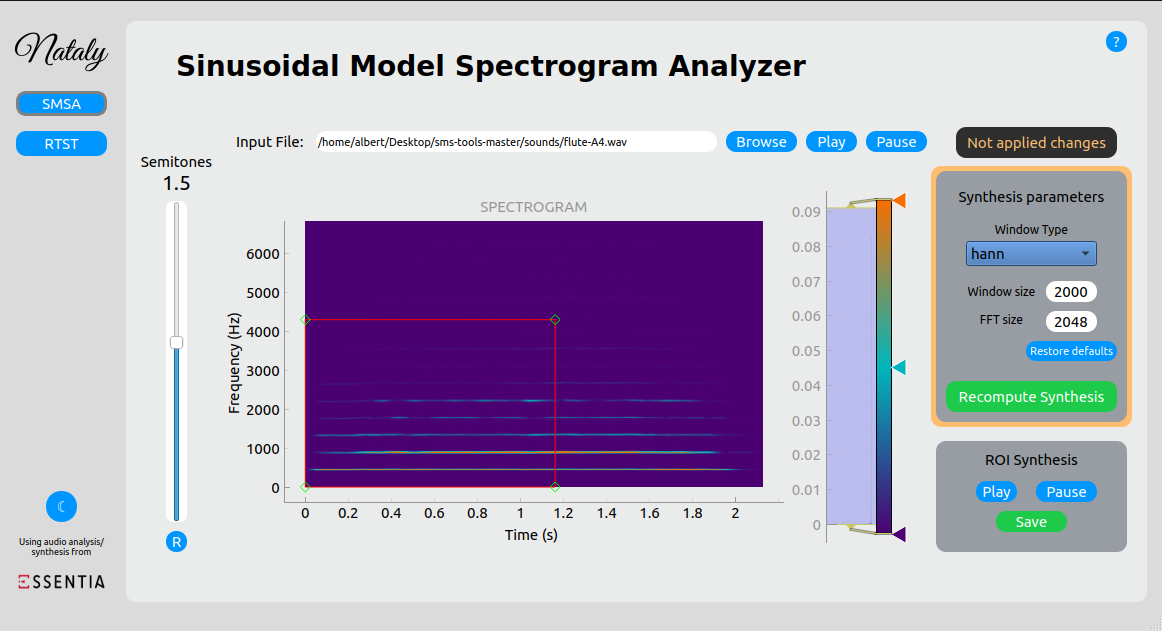 Nataly
SMSA
RTST
Using audio analysis/
synthesis from
ESSENTIA
Sinusoidal Model Spectrogram Analyzer
?
Input File:
/home/albert/Desktop/sms-tools-master/sounds/flute-A4.wav
Browse
Play
Pause
Semitones
1.5
R
SPECTROGRAM
Frequency (Hz)
6000
5000
4000
3000
2000
1000
0
0 0.2 0.4 0.6 0.8 1 1.2 1.4 1.6 1.8 2
Time (s)
0.09
0.08
0.07
0.06
0.05
0.04
0.03
0.02
0.01
0
Not applied changes
Synthesis parameters
Window Type
hann
Window size 2000
FFT size 2048
Restore defaults
Recompute Synthesis
ROI Synthesis
Play
Pause
Save